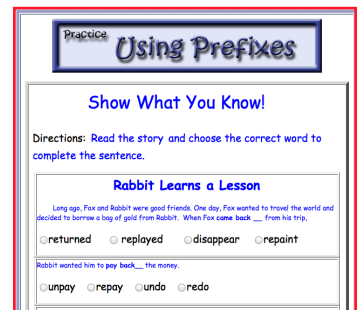 Practice
Using Prefixes
Show What You Know!
Directions: Read the story and choose the correct word to
complete the sentence.
Rabbit Learns a Lesson
Long ago, Fox and Rabbit were good friends. One day, Fox wanted to travel the world and
decided to borrow a bag of gold from Rabbit. When Fox came back __ from his trip,
returned replayed disappear repaint
Rabbit wanted him to pay back__ the money.
unpay repay undo redo